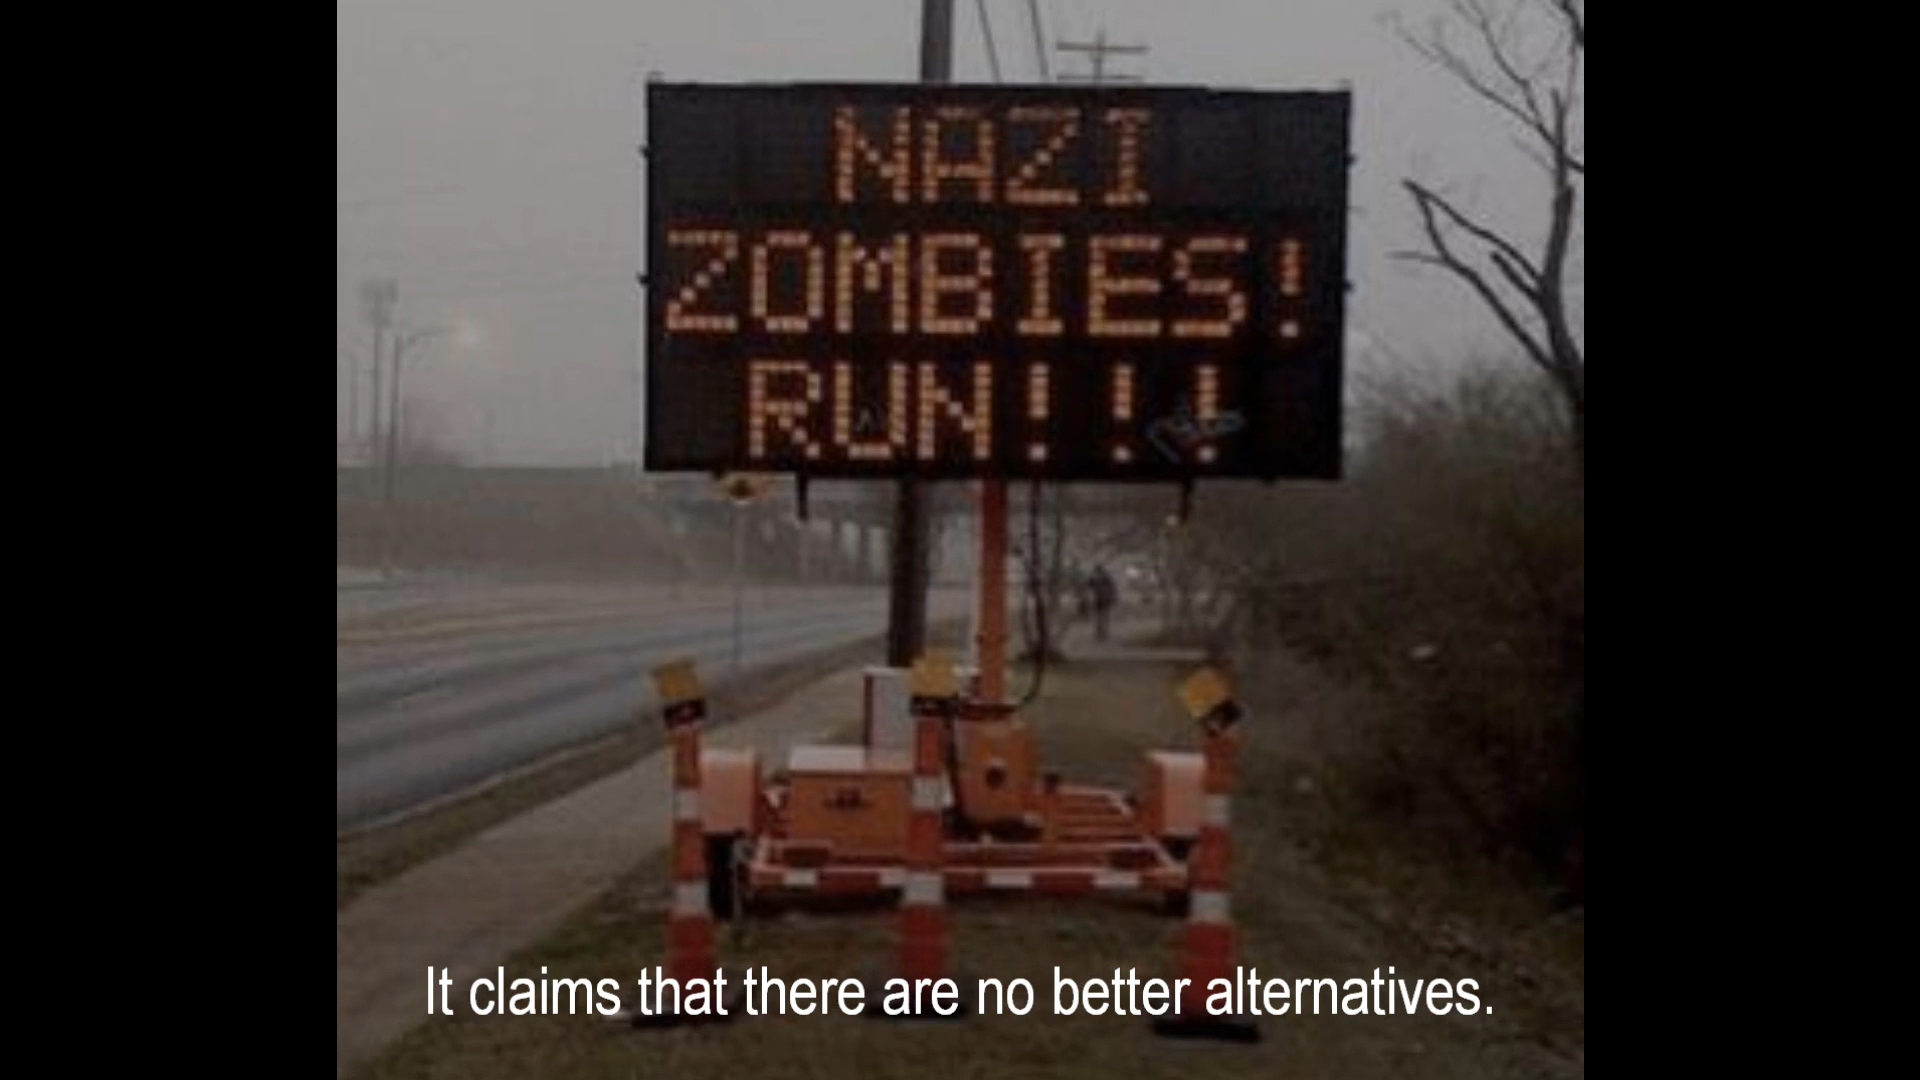 NAZI
ZOMBIES!
RUN!!!
It claims that there are no better alternatives.